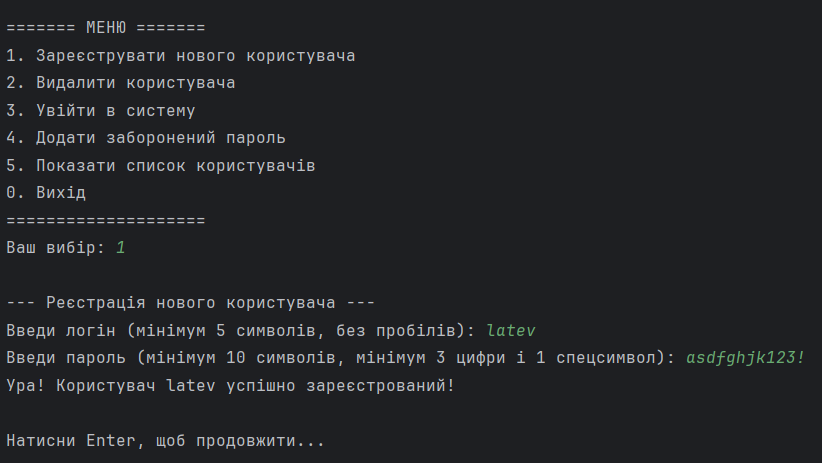 ======= МЕНЮ =======
1. Зареєструвати нового користувача
2. Видалити користувача
3. Увійти в систему
4. Додати заборонений пароль
5. Показати список користувачів
0. Вихід
====================
Ваш вибір: 1
--- Реєстрація нового користувача ---
Введи логін (мінімум 5 символів, без пробілів): latev
Введи пароль (мінімум 10 символів, мінімум 3 цифри і 1 спецсимвол): asdfghjk123!
Ура! Користувач latev успішно зареєстрований!
Натисни Enter, щоб продовжити...